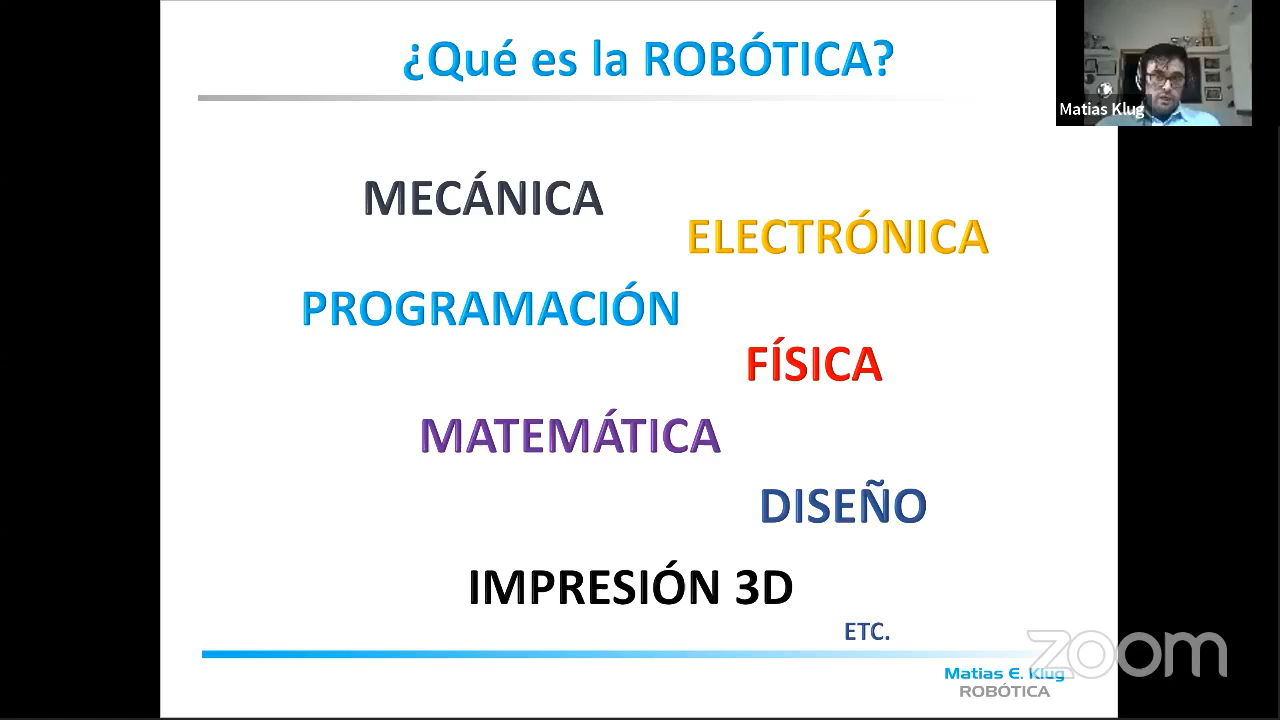 ¿Qué es la ROBÓTICA?
Matias Klug
MECÁNICA
ELECTRÓNICA
PROGRAMACIÓN
FÍSICA
MATEMÁTICA
DISEÑO
IMPRESIÓN 3D
ETC.
zoom
Matias E. Klug
ROBÓTICA